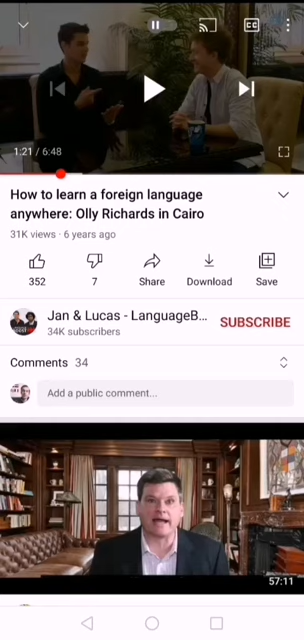 CC
1:21 / 6:48
How to learn a foreign language
anywhere: Olly Richards in Cairo
31K views · 6 years ago
352
7
Share
Download
Save
Jan & Lucas - LanguageB...
34K subscribers
SUBSCRIBE
Comments 34
Add a public comment...
57:11